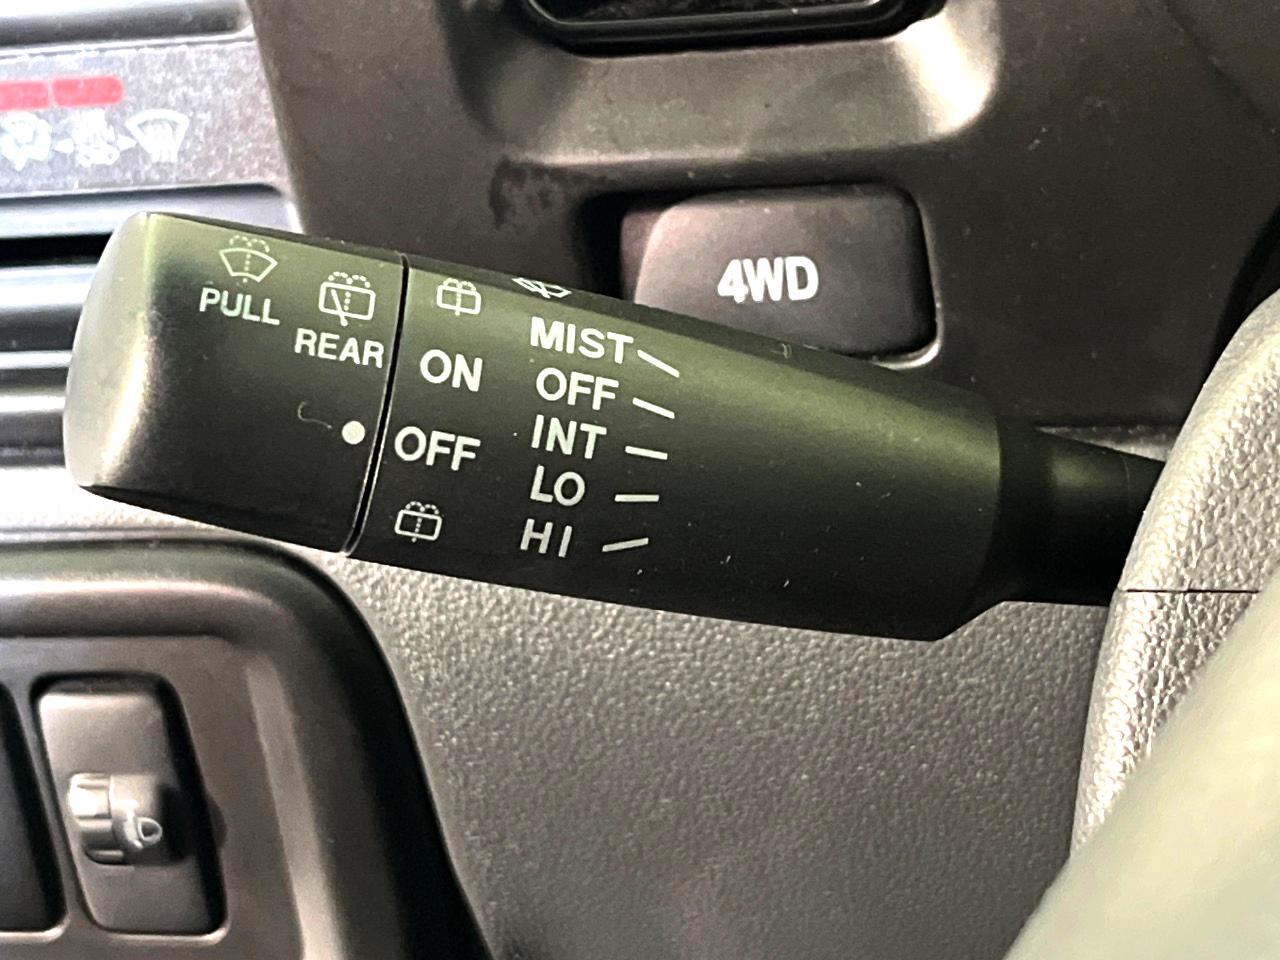 4WD
PULL
REAR
ON
OFF
MIST
OFF
INT
LO
HI